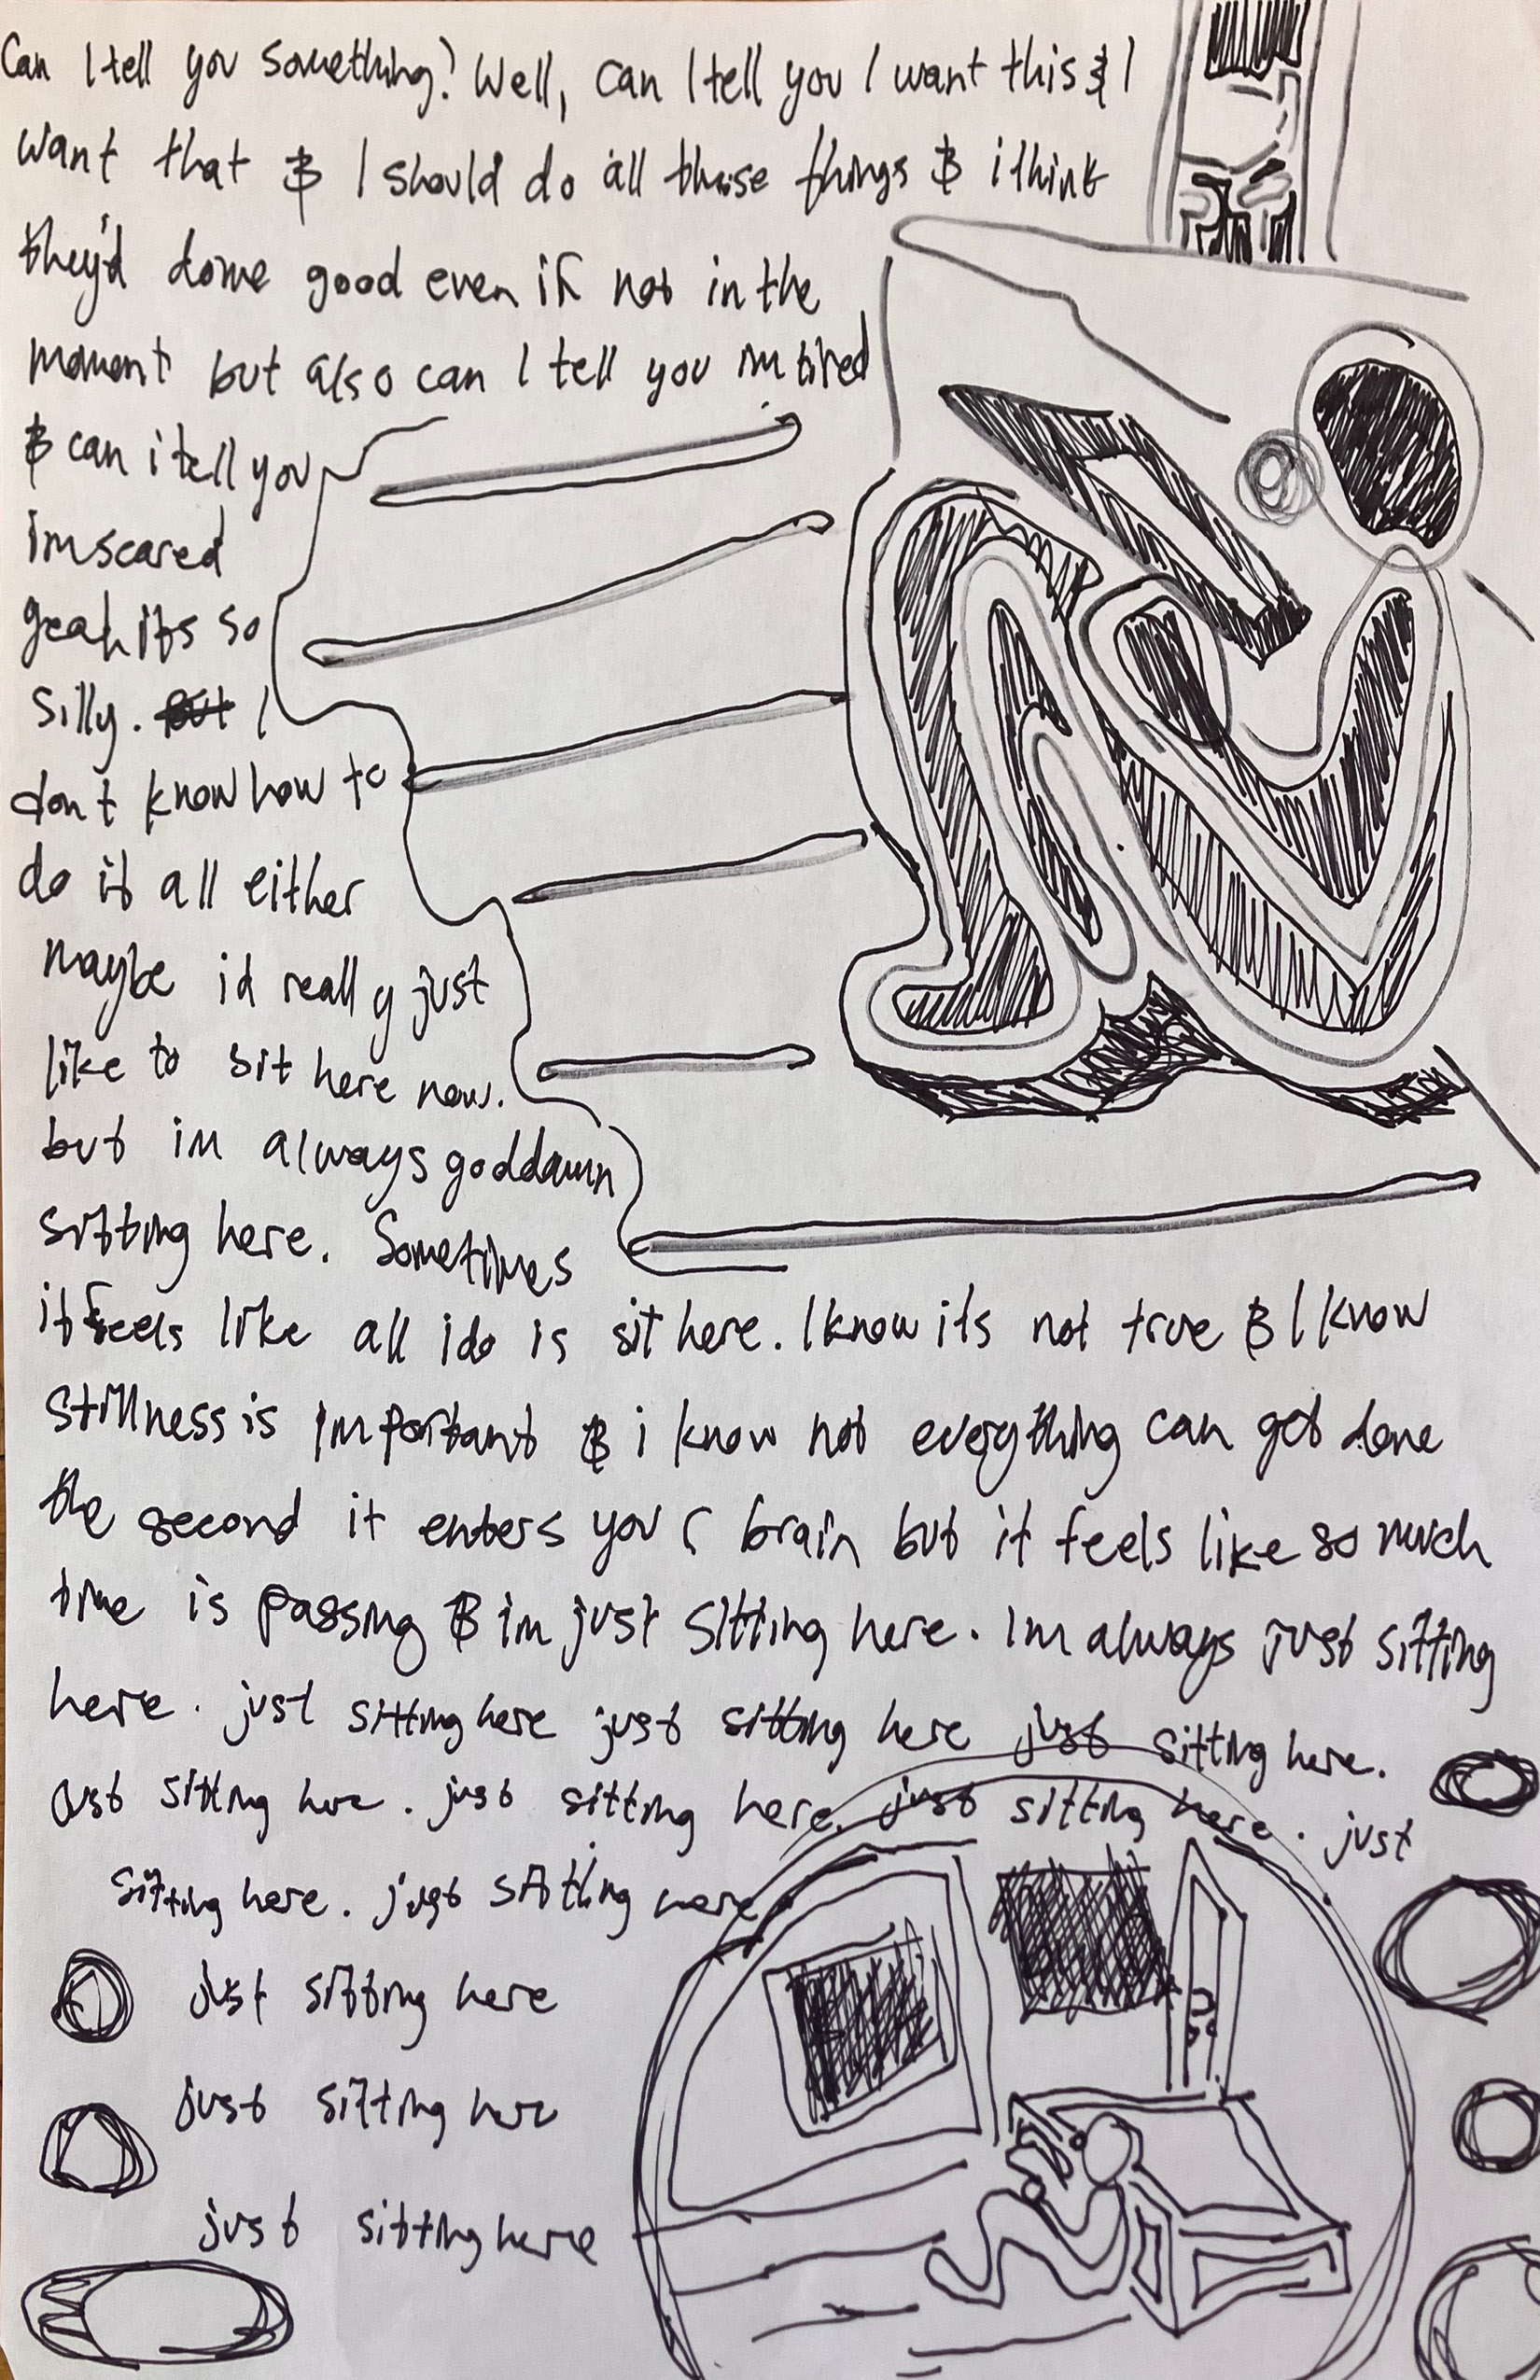 Can I tell you something? Well, can I tell you I want this & I
want that & I should do all these things & i think
they'd do me good even if not in the
moment but also can I tell you im tired
& can i tell you
im scared
yeah its so
silly. But I
don't know how to
do it all either
maybe id really just
like to sit here now.
but im always goddamn
sitting here. Sometimes
it feels like all i do is sit here. I know its not true & I know
stillness is important & i know not everything can get done
the second it enters your brain but it feels like so much
time is passing & im just sitting here. Im always just sitting
here. just sitting here just sitting here just sitting here.
just sitting here. just sitting here. just sitting here. just
sitting here. just sitting here
just sitting here
just sitting here
just sitting here